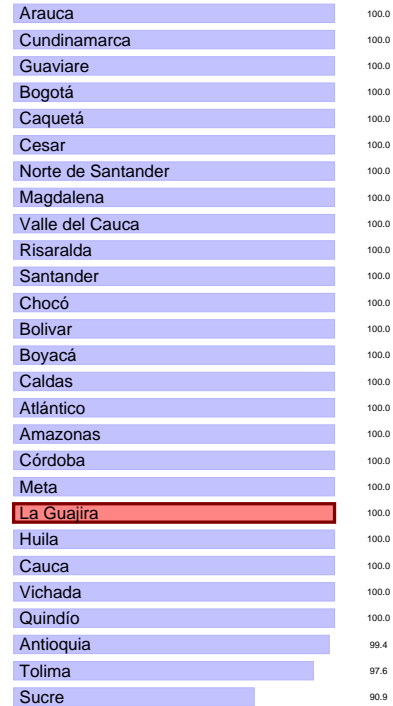 Arauca 100.0
Cundinamarca 100.0
Guaviare 100.0
Bogotá 100.0
Caquetá 100.0
Cesar 100.0
Norte de Santander 100.0
Magdalena 100.0
Valle del Cauca 100.0
Risaralda 100.0
Santander 100.0
Chocó 100.0
Bolivar 100.0
Boyacá 100.0
Caldas 100.0
Atlántico 100.0
Amazonas 100.0
Córdoba 100.0
Meta 100.0
La Guajira 100.0
Huila 100.0
Cauca 100.0
Vichada 100.0
Quindío 100.0
Antioquia 99.4
Tolima 97.6
Sucre 90.9